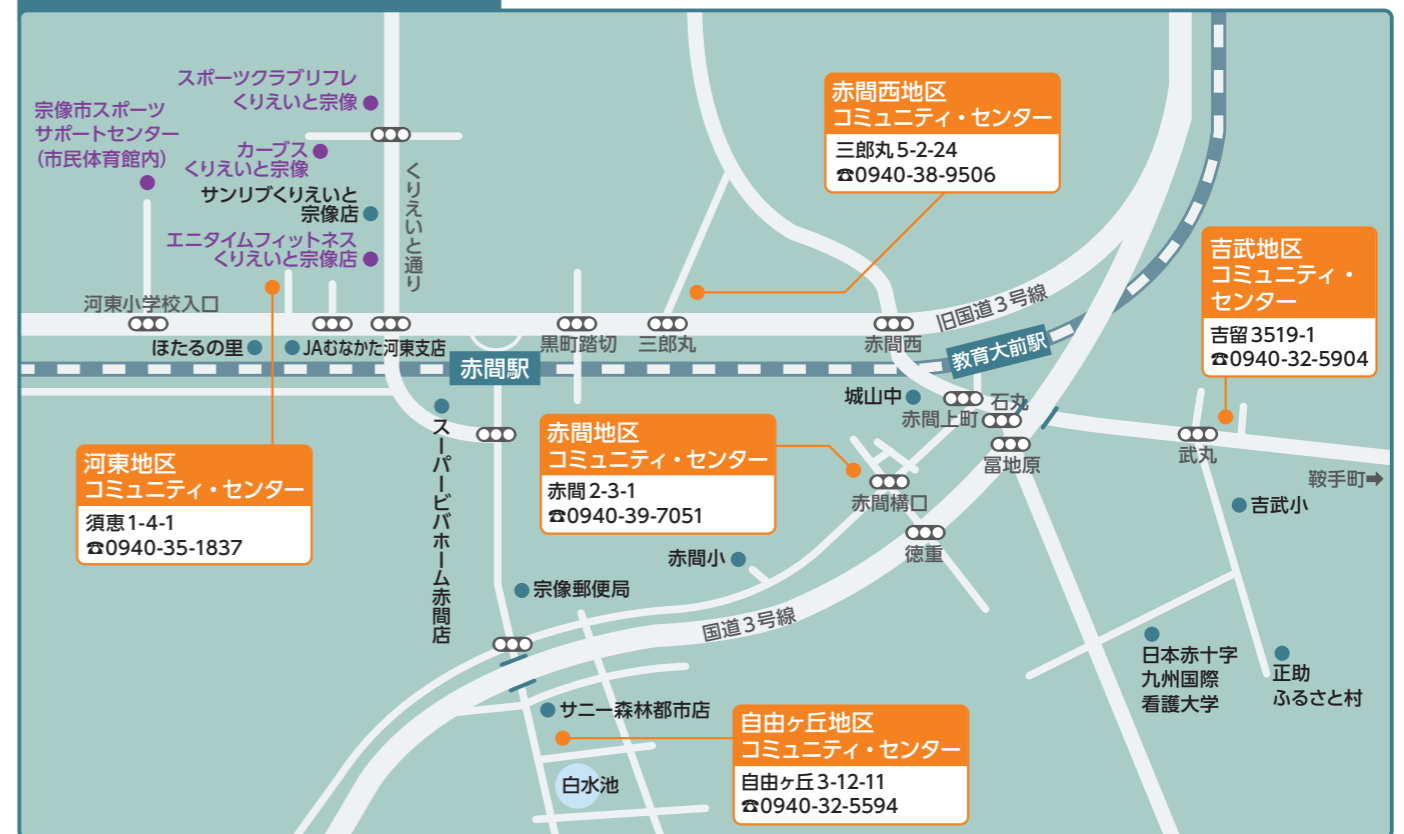 スポーツクラブリフレ
くりえいと宗像
宗像市スポーツ
サポートセンター
(市民体育館内)
カーブス
くりえいと宗像
サンリブくりえいと
宗像店
エニタイムフィットネス
くりえいと宗像店
くりえいと通り
赤間西地区
コミュニティ・センター
三郎丸5-2-24
☎0940-38-9506
吉武地区
コミュニティ・
センター
吉留3519-1
☎0940-32-5904
河東小学校入口
ほたるの里
JAむなかた河東支店
赤間駅
黒町踏切
三郎丸
赤間西
旧国道3号線
教育大前駅
城山中
赤間上町
石丸
冨地原
武丸
鞍手町➡
吉武小
スーパービバホーム赤間店
赤間地区
コミュニティ・センター
赤間2-3-1
☎0940-39-7051
赤間構口
徳重
河東地区
コミュニティ・センター
須恵1-4-1
☎0940-35-1837
赤間小
宗像郵便局
国道3号線
日本赤十字
九州国際
看護大学
正助
ふるさと村
サニー森林都市店
自由ヶ丘地区
コミュニティ・センター
自由ヶ丘3-12-11
☎0940-32-5594
白水池